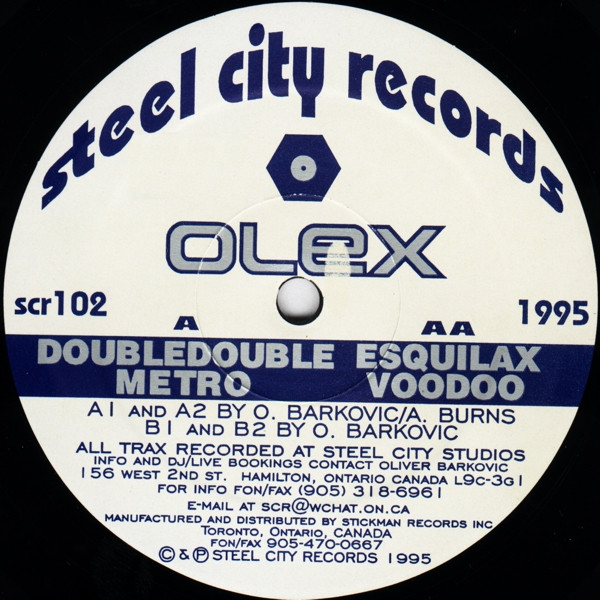 steel city records
OLEX
scr102
1995
A
AA
DOUBLEDOUBLE ESQUILAX
METRO VOODOO
A1 AND A2 BY O. BARKOVIC/A. BURNS
B1 AND B2 BY O. BARKOVIC
ALL TRAX RECORDED AT STEEL CITY STUDIOS
INFO AND DJ/LIVE BOOKINGS CONTACT OLIVER BARKOVIC
156 WEST 2ND ST. HAMILTON, ONTARIO CANADA L9C-3G1
FOR INFO FON/FAX (905) 318-6961
E-MAIL AT SCR@WCHAT.ON.CA
MANUFACTURED AND DISTRIBUTED BY STICKMAN RECORDS INC
TORONTO, ONTARIO, CANADA
FON/FAX 905-470-0667
© & ℗ STEEL CITY RECORDS 1995